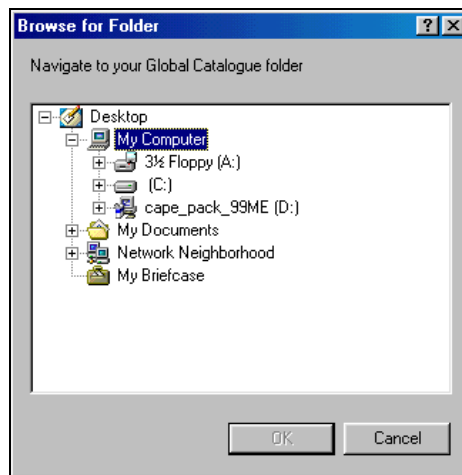 Browse for Folder
Navigate to your Global Catalogue folder
Desktop
My Computer
3½ Floppy (A:)
(C:)
cape_pack_99ME (D:)
My Documents
Network Neighborhood
My Briefcase
OK Cancel